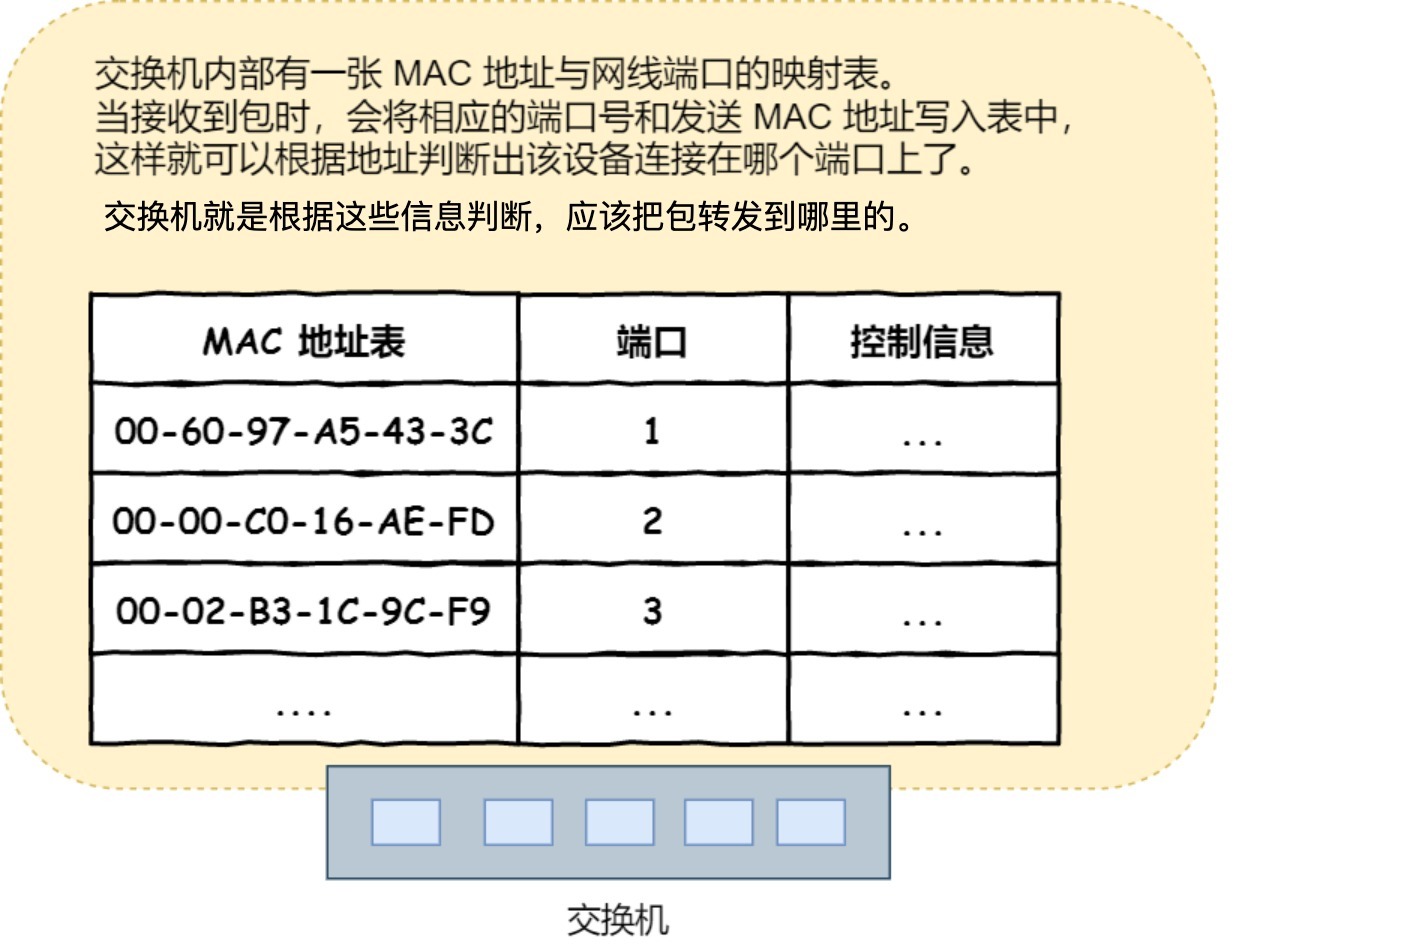 交换机内部有一张 MAC 地址与网线端口的映射表。
当接收到包时，会将相应的端口号和发送 MAC 地址写入表中，
这样就可以根据地址判断出该设备连接在哪个端口上了。
交换机就是根据这些信息判断，应该把包转发到哪里的。
MAC 地址表 端口 控制信息
00-60-97-A5-43-3C 1 ...
00-00-C0-16-AE-FD 2 ...
00-02-B3-1C-9C-F9 3 ...
.... ... ...
交换机